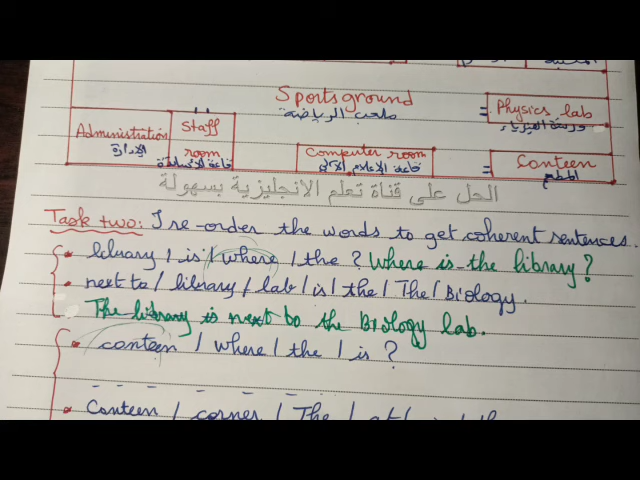 Sportsground
ملعب الرياضة
= Physics lab
ورشة الفيزياء
Administration
الإدارة
Staff room
قاعة الأساتذة
Computer room
قاعة الإعلام الآلي
= Canteen
المطعم
الحل على قناة تعلم الانجليزية بسهولة
Task two: I re-order the words to get coherent sentences.
• library / is / where / the ? Where is the library?
• next to / library / lab / is / the / The / Biology.
The library is next to the Biology lab.
• canteen / where / the / is ?
• Canteen / corner / The / at /